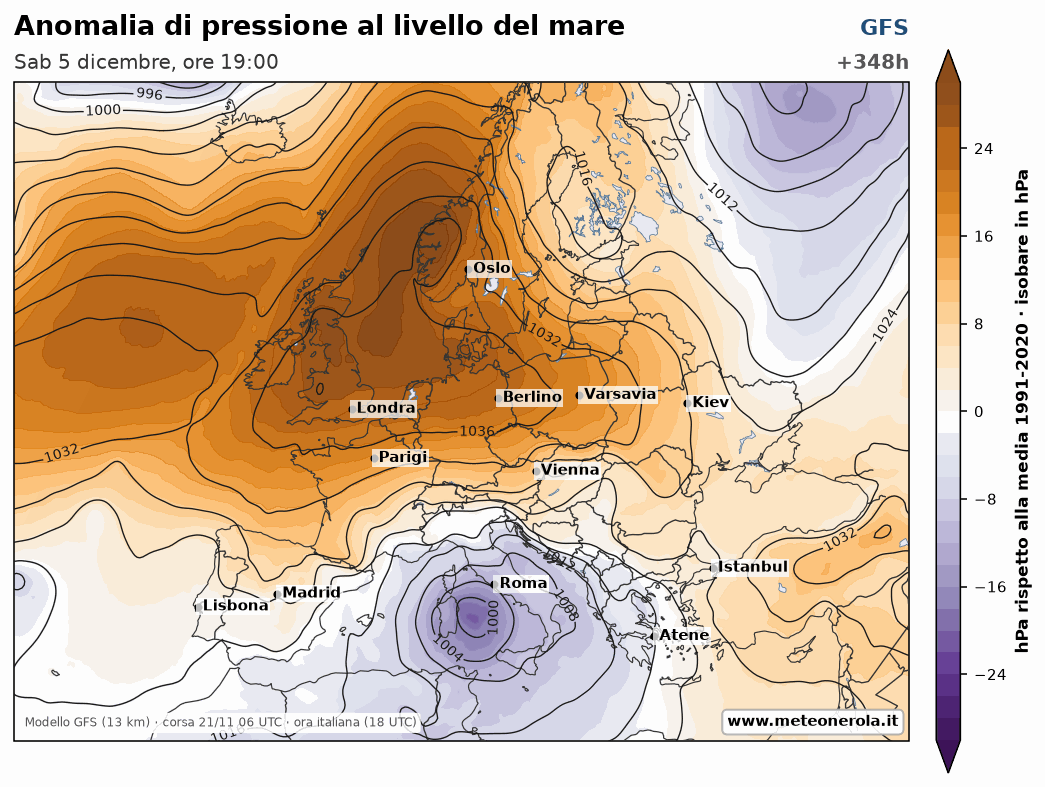 Anomalia di pressione al livello del mare
GFS
Sab 5 dicembre, ore 19:00
+348h
996
1000
1016
1012
24
16
8
0
−8
−16
−24
hPa rispetto alla media 1991-2020 · isobare in hPa
Oslo
1024
1032
Berlino
Varsavia
Kiev
Londra
1036
1032
Parigi
Vienna
1032
Istanbul
Roma
Madrid
Lisbona
1008
1000
1004
Atene
Modello GFS (13 km) · corsa 21/11 06 UTC · ora italiana (18 UTC)
www.meteonerola.it